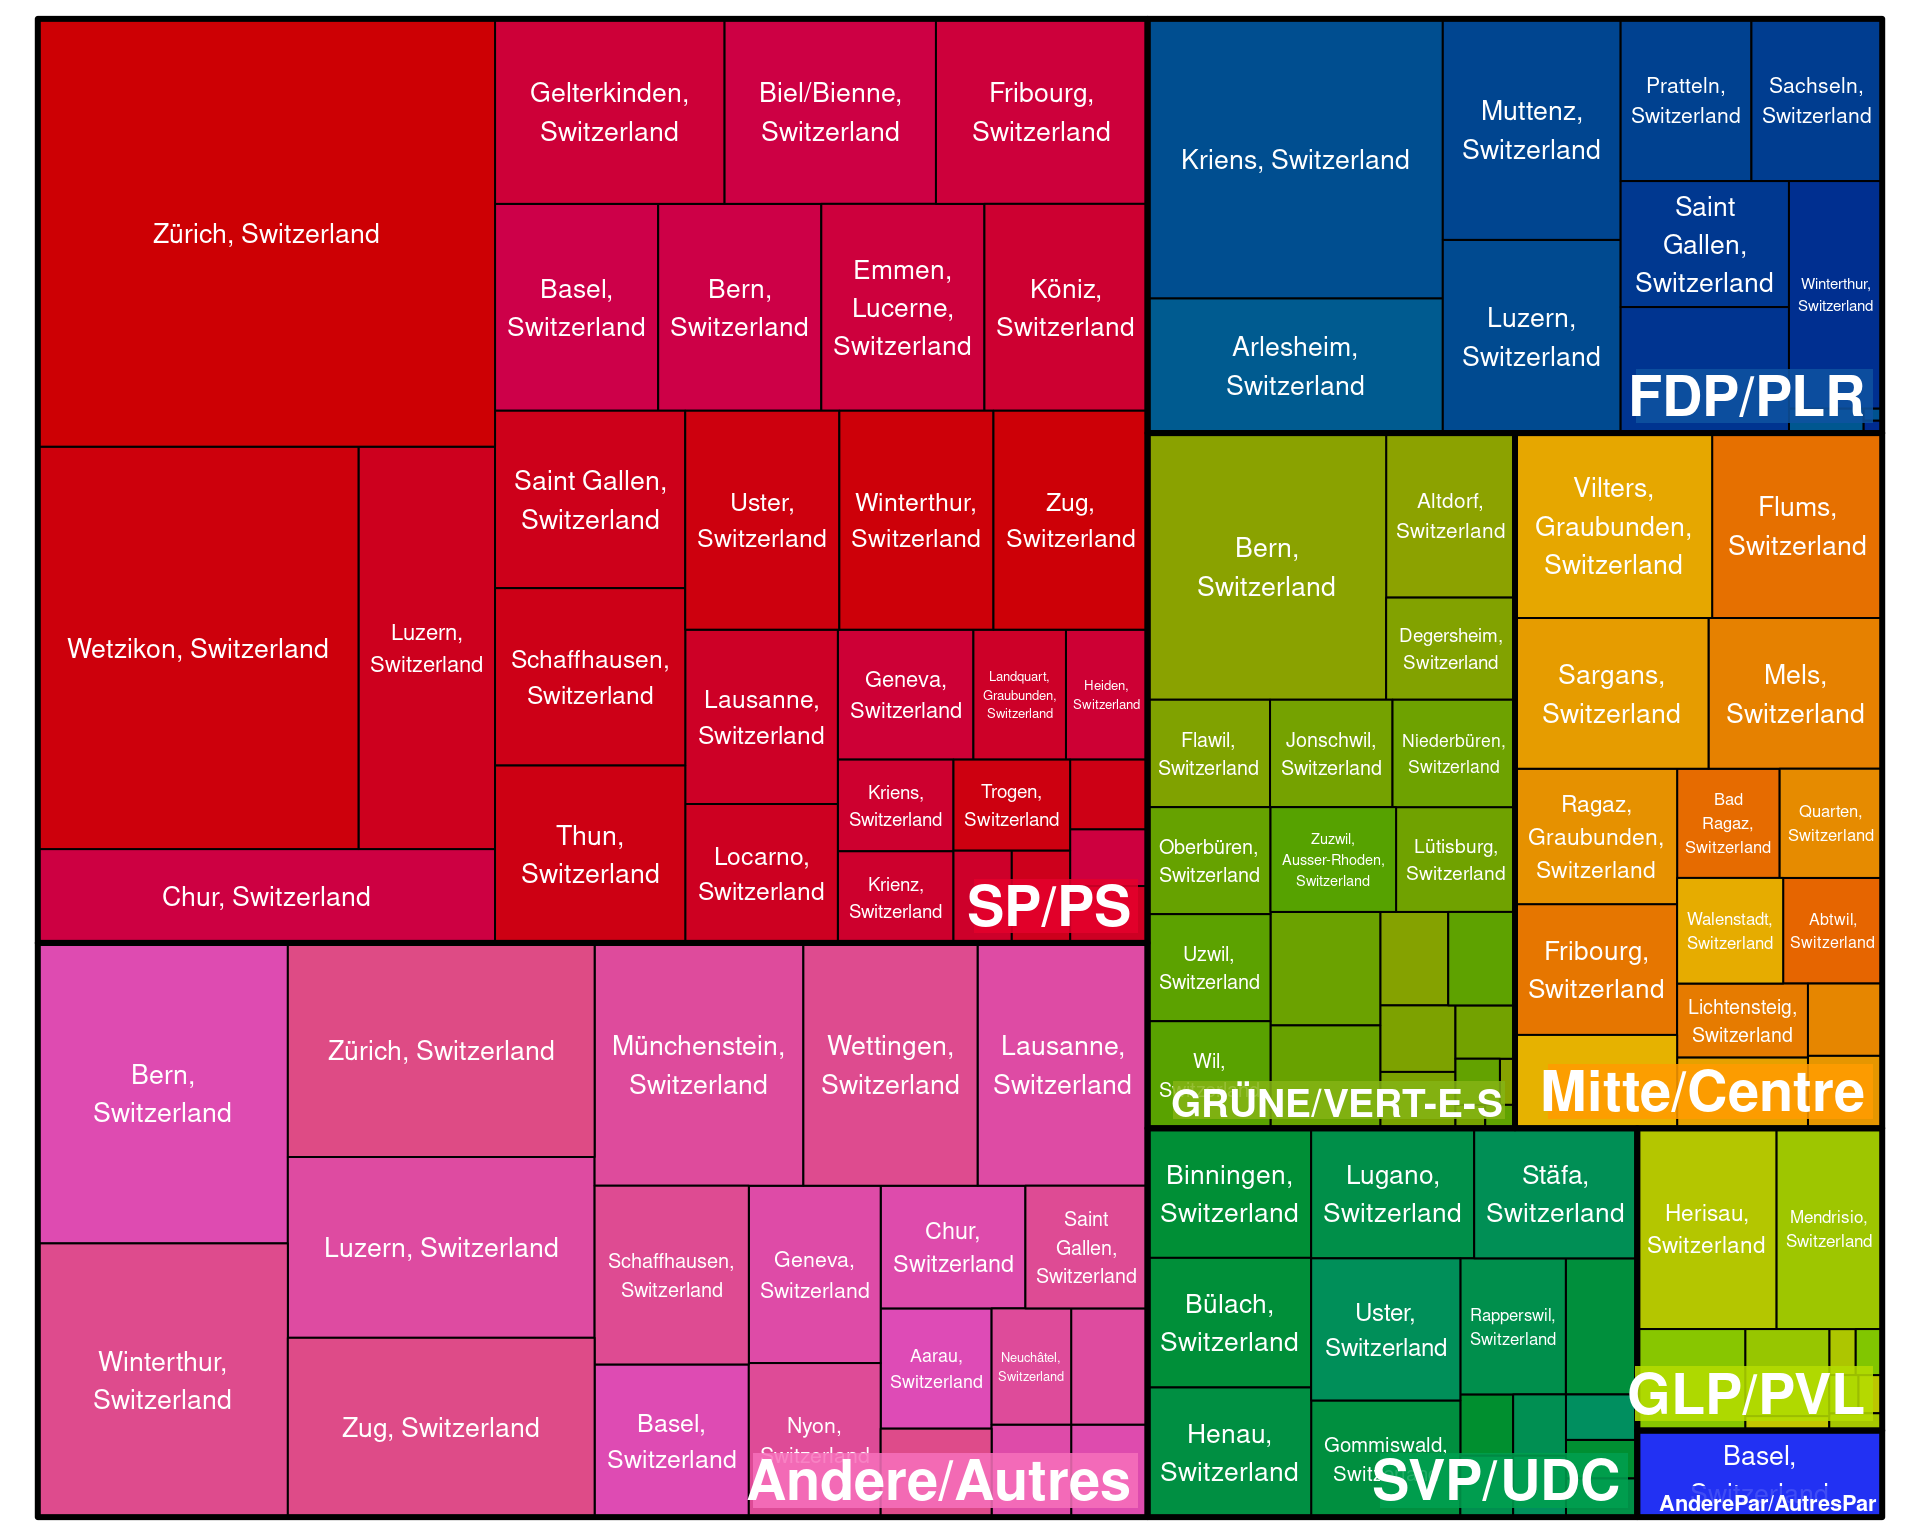 Zürich, Switzerland
Wetzikon, Switzerland
Luzern,
Switzerland
Chur, Switzerland
Gelterkinden,
Switzerland
Biel/Bienne,
Switzerland
Fribourg,
Switzerland
Basel,
Switzerland
Bern,
Switzerland
Emmen,
Lucerne,
Switzerland
Köniz,
Switzerland
Saint Gallen,
Switzerland
Schaffhausen,
Switzerland
Thun,
Switzerland
Uster,
Switzerland
Winterthur,
Switzerland
Zug,
Switzerland
Lausanne,
Switzerland
Locarno,
Switzerland
Geneva,
Switzerland
Landquart,
Graubunden,
Switzerland
Heiden,
Switzerland
Kriens,
Switzerland
Trogen,
Switzerland
Krienz,
Switzerland
SP/PS
Kriens, Switzerland
Arlesheim,
Switzerland
Muttenz,
Switzerland
Luzern,
Switzerland
Pratteln,
Switzerland
Sachseln,
Switzerland
Saint
Gallen,
Switzerland
Winterthur,
Switzerland
FDP/PLR
Bern,
Switzerland
Altdorf,
Switzerland
Degersheim,
Switzerland
Flawil,
Switzerland
Jonschwil,
Switzerland
Niederbüren,
Switzerland
Oberbüren,
Switzerland
Zuzwil,
Ausser-Rhoden,
Switzerland
Lütisburg,
Switzerland
Uzwil,
Switzerland
Wil,
GRÜNE/VERT-E-S
Vilters,
Graubunden,
Switzerland
Flums,
Switzerland
Sargans,
Switzerland
Mels,
Switzerland
Ragaz,
Graubunden,
Switzerland
Bad
Ragaz,
Switzerland
Quarten,
Switzerland
Walenstadt,
Switzerland
Abtwil,
Switzerland
Fribourg,
Switzerland
Lichtensteig,
Switzerland
Mitte/Centre
Bern,
Switzerland
Winterthur,
Switzerland
Zürich, Switzerland
Luzern, Switzerland
Zug, Switzerland
Münchenstein,
Switzerland
Wettingen,
Switzerland
Lausanne,
Switzerland
Schaffhausen,
Switzerland
Basel,
Switzerland
Geneva,
Switzerland
Nyon,
Switzerland
Chur,
Switzerland
Saint
Gallen,
Switzerland
Aarau,
Switzerland
Neuchâtel,
Switzerland
Andere/Autres
Binningen,
Switzerland
Lugano,
Switzerland
Stäfa,
Switzerland
Bülach,
Switzerland
Uster,
Switzerland
Rapperswil,
Switzerland
Henau,
Switzerland
Gommiswald,
SVP/UDC
Herisau,
Switzerland
Mendrisio,
Switzerland
GLP/PVL
Basel,
Switzerland
AnderePar/AutresPar